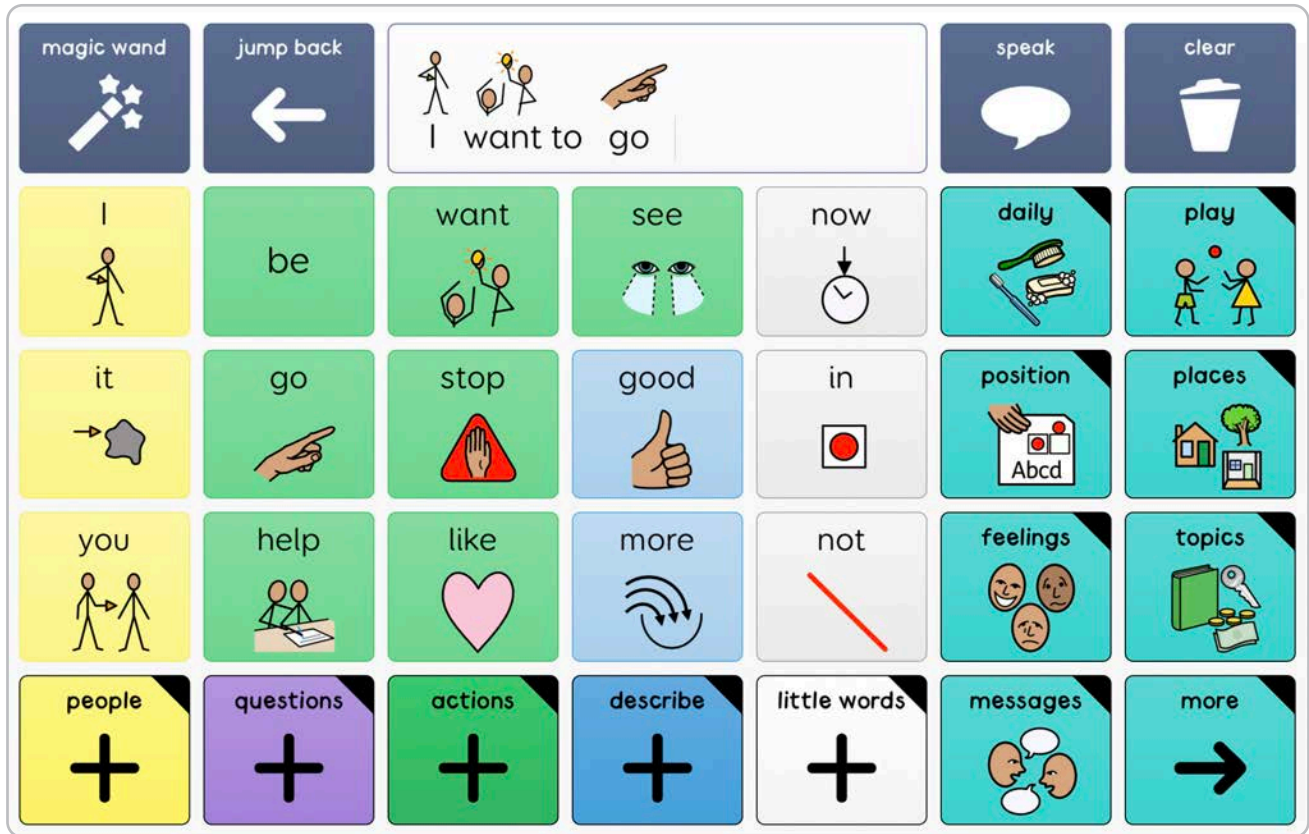 magic wand
jump back
I want to go
speak
clear
I
be
want
see
now
daily
play
it
go
stop
good
in
position
Abcd
places
you
help
like
more
not
feelings
topics
people
questions
actions
describe
little words
messages
more